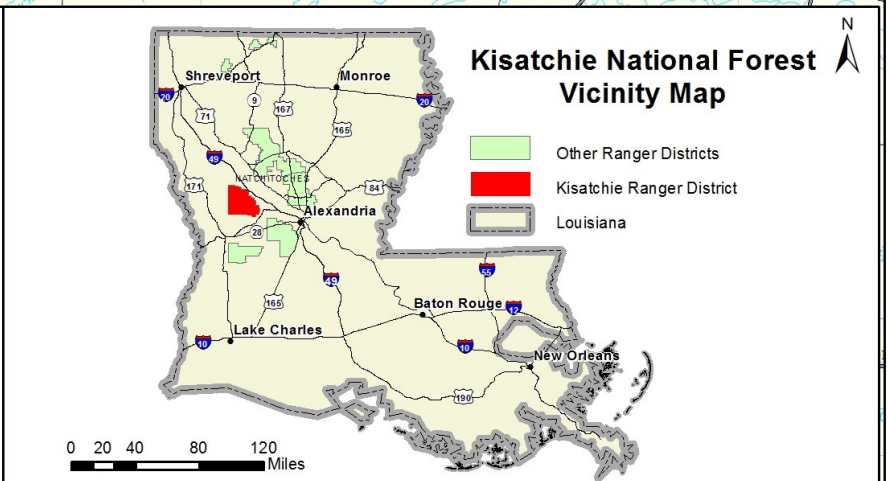 Kisatchie National Forest
Vicinity Map
N
Other Ranger Districts
Kisatchie Ranger District
Louisiana
Shreveport
Monroe
20
9
167
20
71
165
49
171
NATCHITOCHES
84
Alexandria
28
49
55
165
Baton Rouge
12
10
Lake Charles
10
New Orleans
190
0 20 40 80 120
Miles